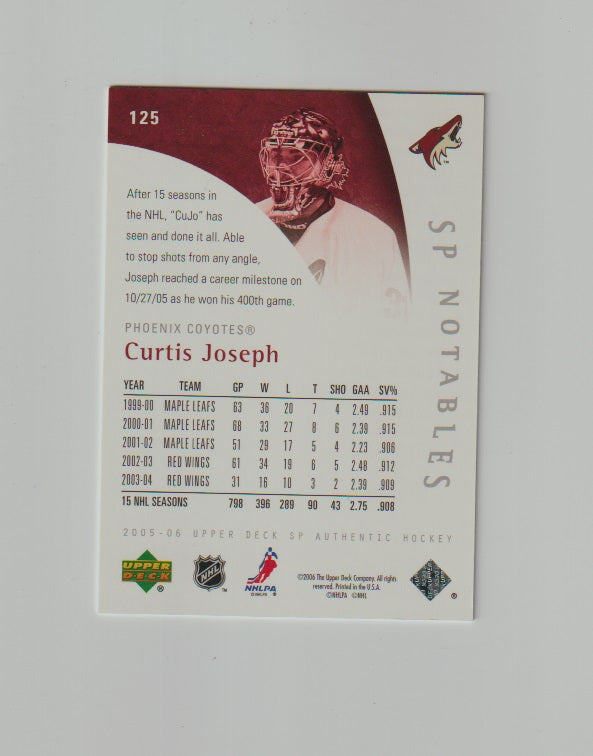 125
After 15 seasons in
the NHL, "CuJo" has
seen and done it all. Able
to stop shots from any angle,
Joseph reached a career milestone on
10/27/05 as he won his 400th game.
PHOENIX COYOTES®
Curtis Joseph
YEAR TEAM GP W L T SHO GAA SV%
1999-00 MAPLE LEAFS 63 36 20 7 4 2.49 .915
2000-01 MAPLE LEAFS 68 33 27 8 6 2.39 .915
2001-02 MAPLE LEAFS 51 29 17 5 4 2.23 .906
2002-03 RED WINGS 61 34 19 6 5 2.48 .912
2003-04 RED WINGS 31 16 10 3 2 2.39 .909
15 NHL SEASONS 798 396 289 90 43 2.75 .908
SP NOTABLES
2005-06 UPPER DECK SP AUTHENTIC HOCKEY
UPPER
DECK
®
NHL
TM
NHLPA
®
©2006 The Upper Deck Company. All rights
reserved. Printed in the U.S.A.
©NHLPA ©NHL
®